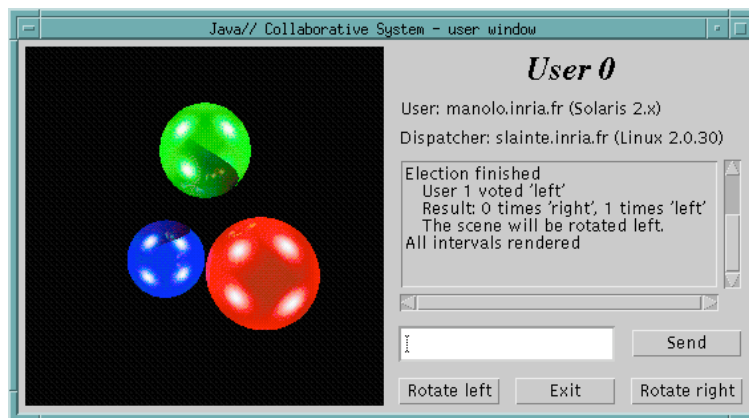 Java// Collaborative System - user window
User 0
User: manolo.inria.fr (Solaris 2.x)
Dispatcher: slainte.inria.fr (Linux 2.0.30)
Election finished
User 1 voted 'left'
Result: 0 times 'right', 1 times 'left'
The scene will be rotated left.
All intervals rendered
Send
Rotate left
Exit
Rotate right